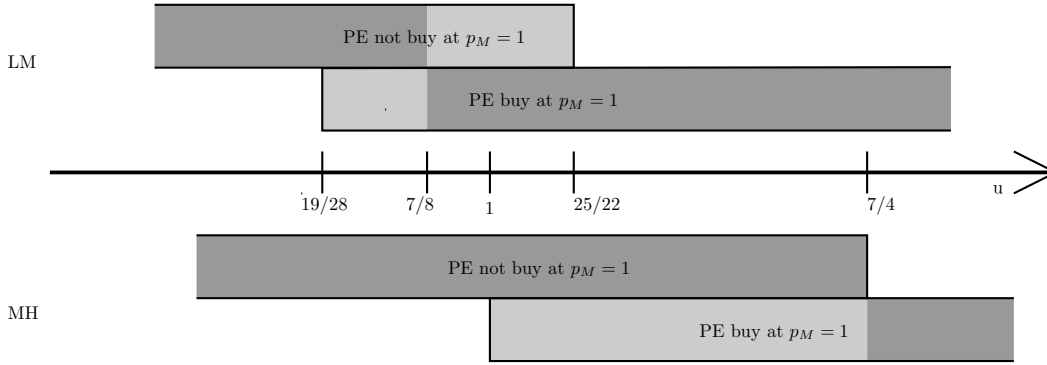 PE not buy at p_M = 1
LM
PE buy at p_M = 1
u
19/28 7/8 1 25/22 7/4
PE not buy at p_M = 1
MH
PE buy at p_M = 1